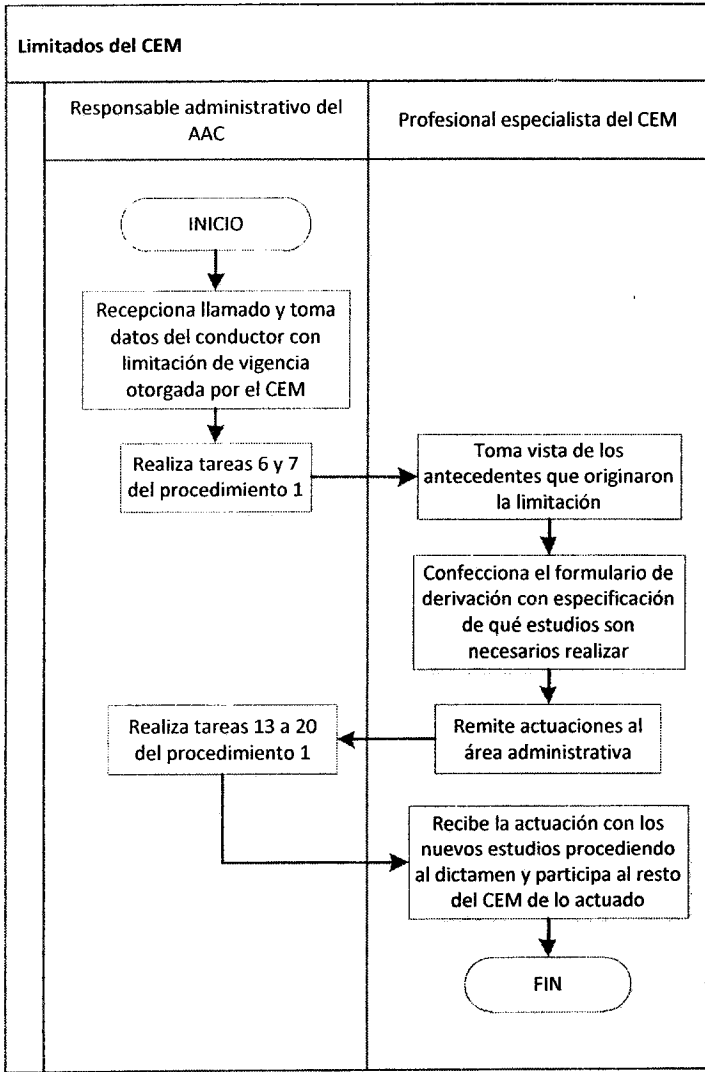 Limitados del CEM
Responsable administrativo del
AAC
Profesional especialista del CEM
INICIO
Recepciona llamado y toma
datos del conductor con
limitación de vigencia
otorgada por el CEM
Realiza tareas 6 y 7
del procedimiento 1
Toma vista de los
antecedentes que originaron
la limitación
Confecciona el formulario de
derivación con especificación
de qué estudios son
necesarios realizar
Remite actuaciones al
área administrativa
Realiza tareas 13 a 20
del procedimiento 1
Recibe la actuación con los
nuevos estudios procediendo
al dictamen y participa al resto
del CEM de lo actuado
FIN